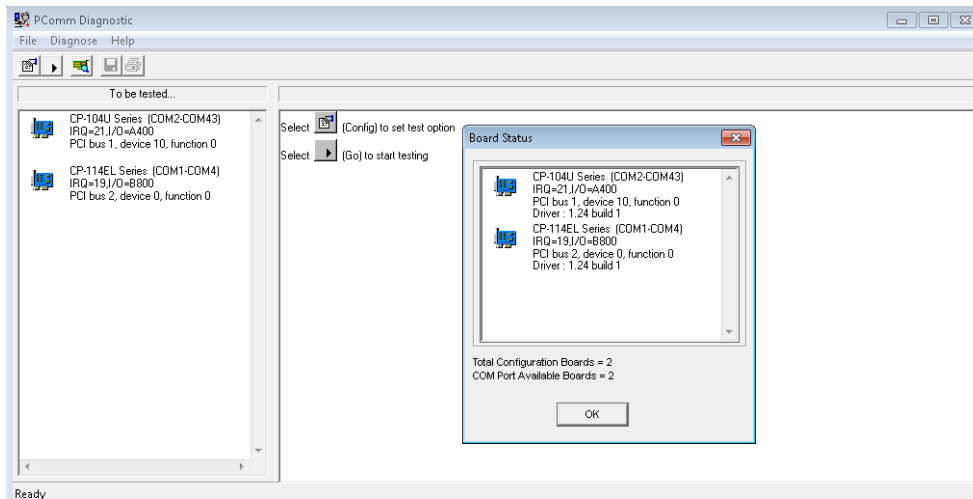 PComm Diagnostic
File Diagnose Help
To be tested...
CP-104U Series (COM2-COM43)
IRQ=21,I/O=A400
PCI bus 1, device 10, function 0
CP-114EL Series (COM1-COM4)
IRQ=19,I/O=B800
PCI bus 2, device 0, function 0
Select (Config) to set test option
Select (Go) to start testing
Board Status
CP-104U Series (COM2-COM43)
IRQ=21,I/O=A400
PCI bus 1, device 10, function 0
Driver : 1.24 build 1
CP-114EL Series (COM1-COM4)
IRQ=19,I/O=B800
PCI bus 2, device 0, function 0
Driver : 1.24 build 1
Total Configuration Boards = 2
COM Port Available Boards = 2
OK
Ready